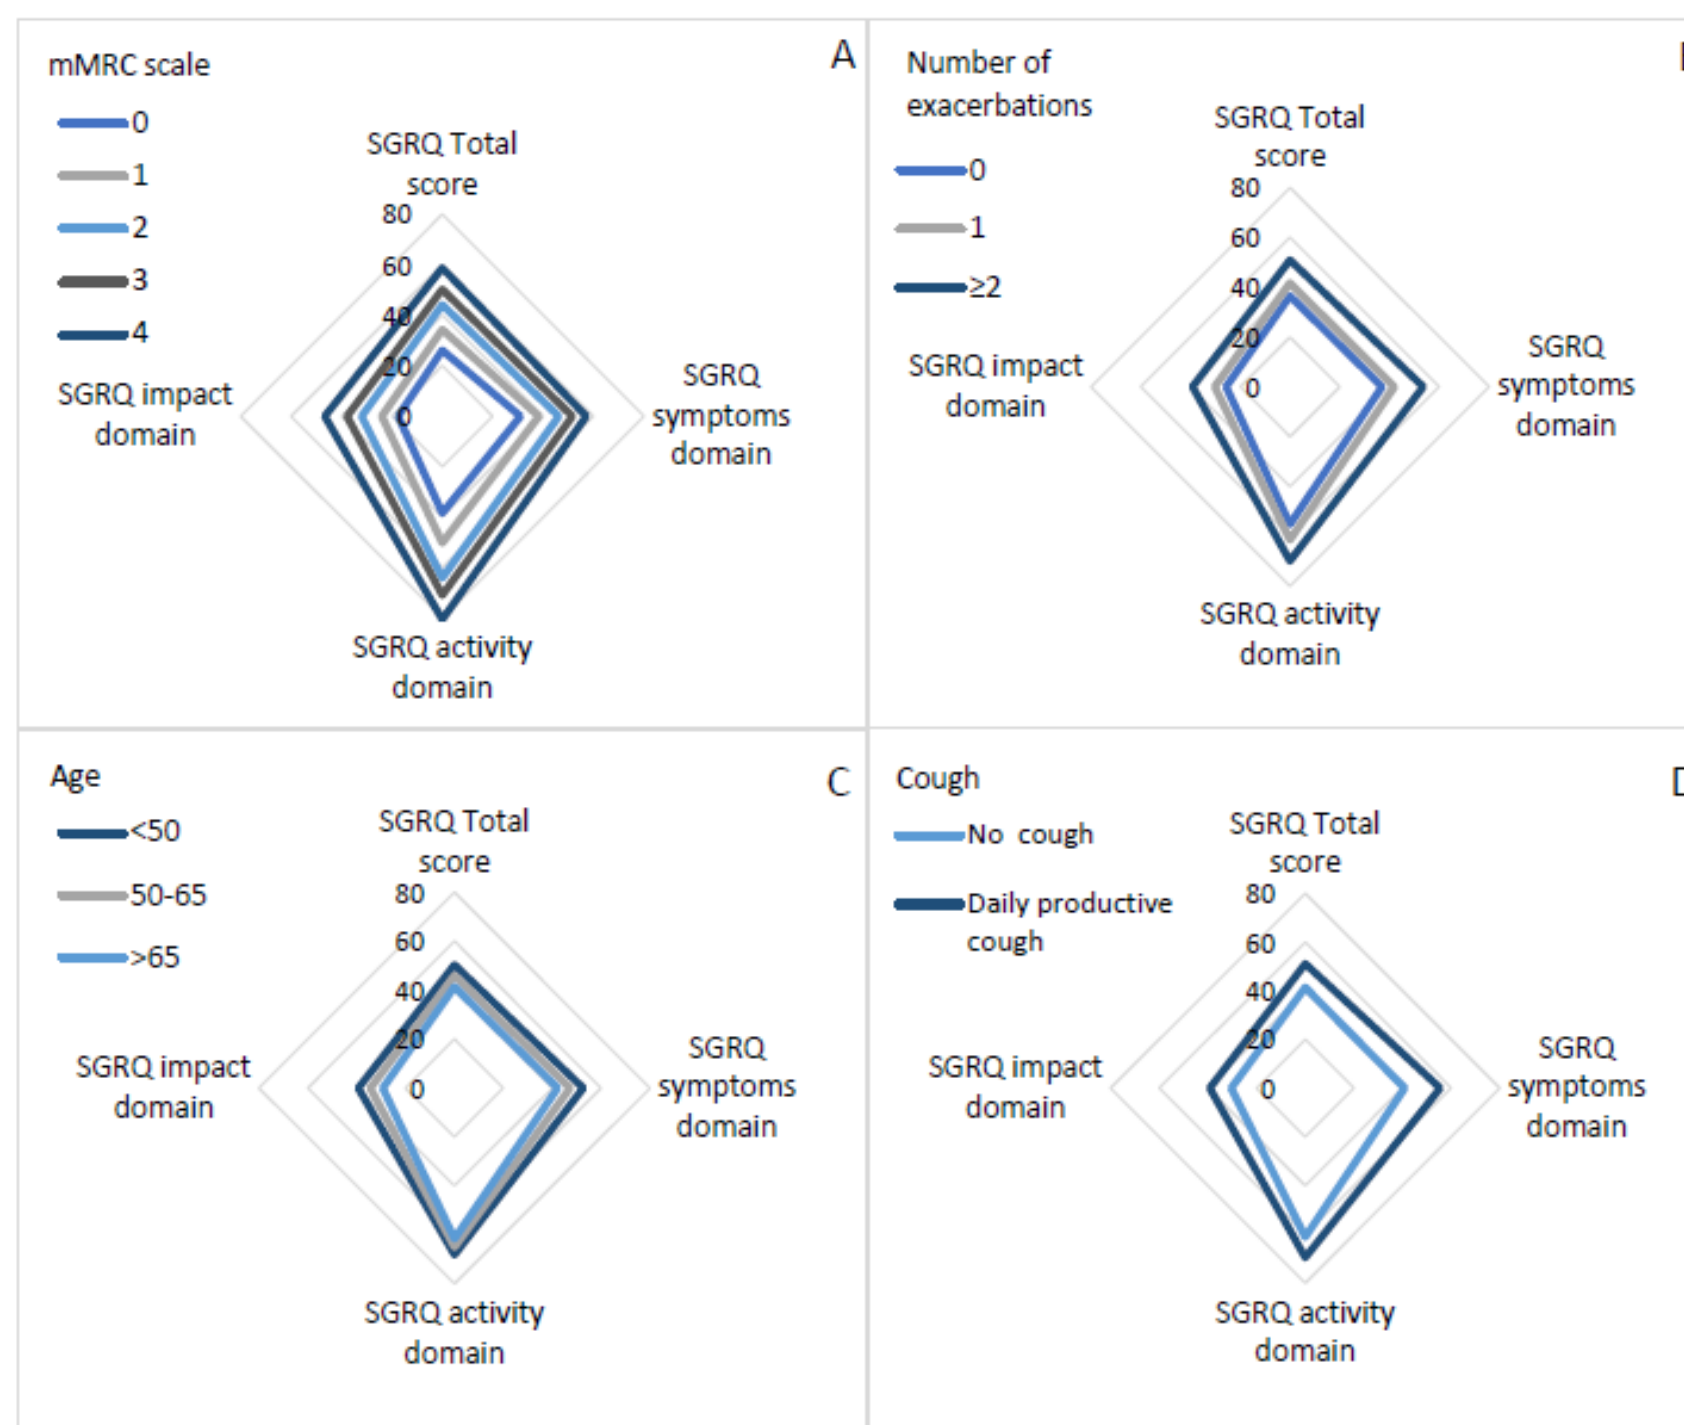 mMRC scale
A
0
1
2
3
4
SGRQ Total
score
80
60
40
20
0
SGRQ impact
domain
SGRQ
symptoms
domain
SGRQ activity
domain
Number of
exacerbations
0
1
≥2
SGRQ Total
score
80
60
40
20
0
SGRQ impact
domain
SGRQ
symptoms
domain
SGRQ activity
domain
Age
C
<50
50-65
>65
SGRQ Total
score
80
60
40
20
0
SGRQ impact
domain
SGRQ
symptoms
domain
SGRQ activity
domain
Cough
No cough
Daily productive
cough
SGRQ Total
score
80
60
40
20
0
SGRQ impact
domain
SGRQ
symptoms
domain
SGRQ activity
domain